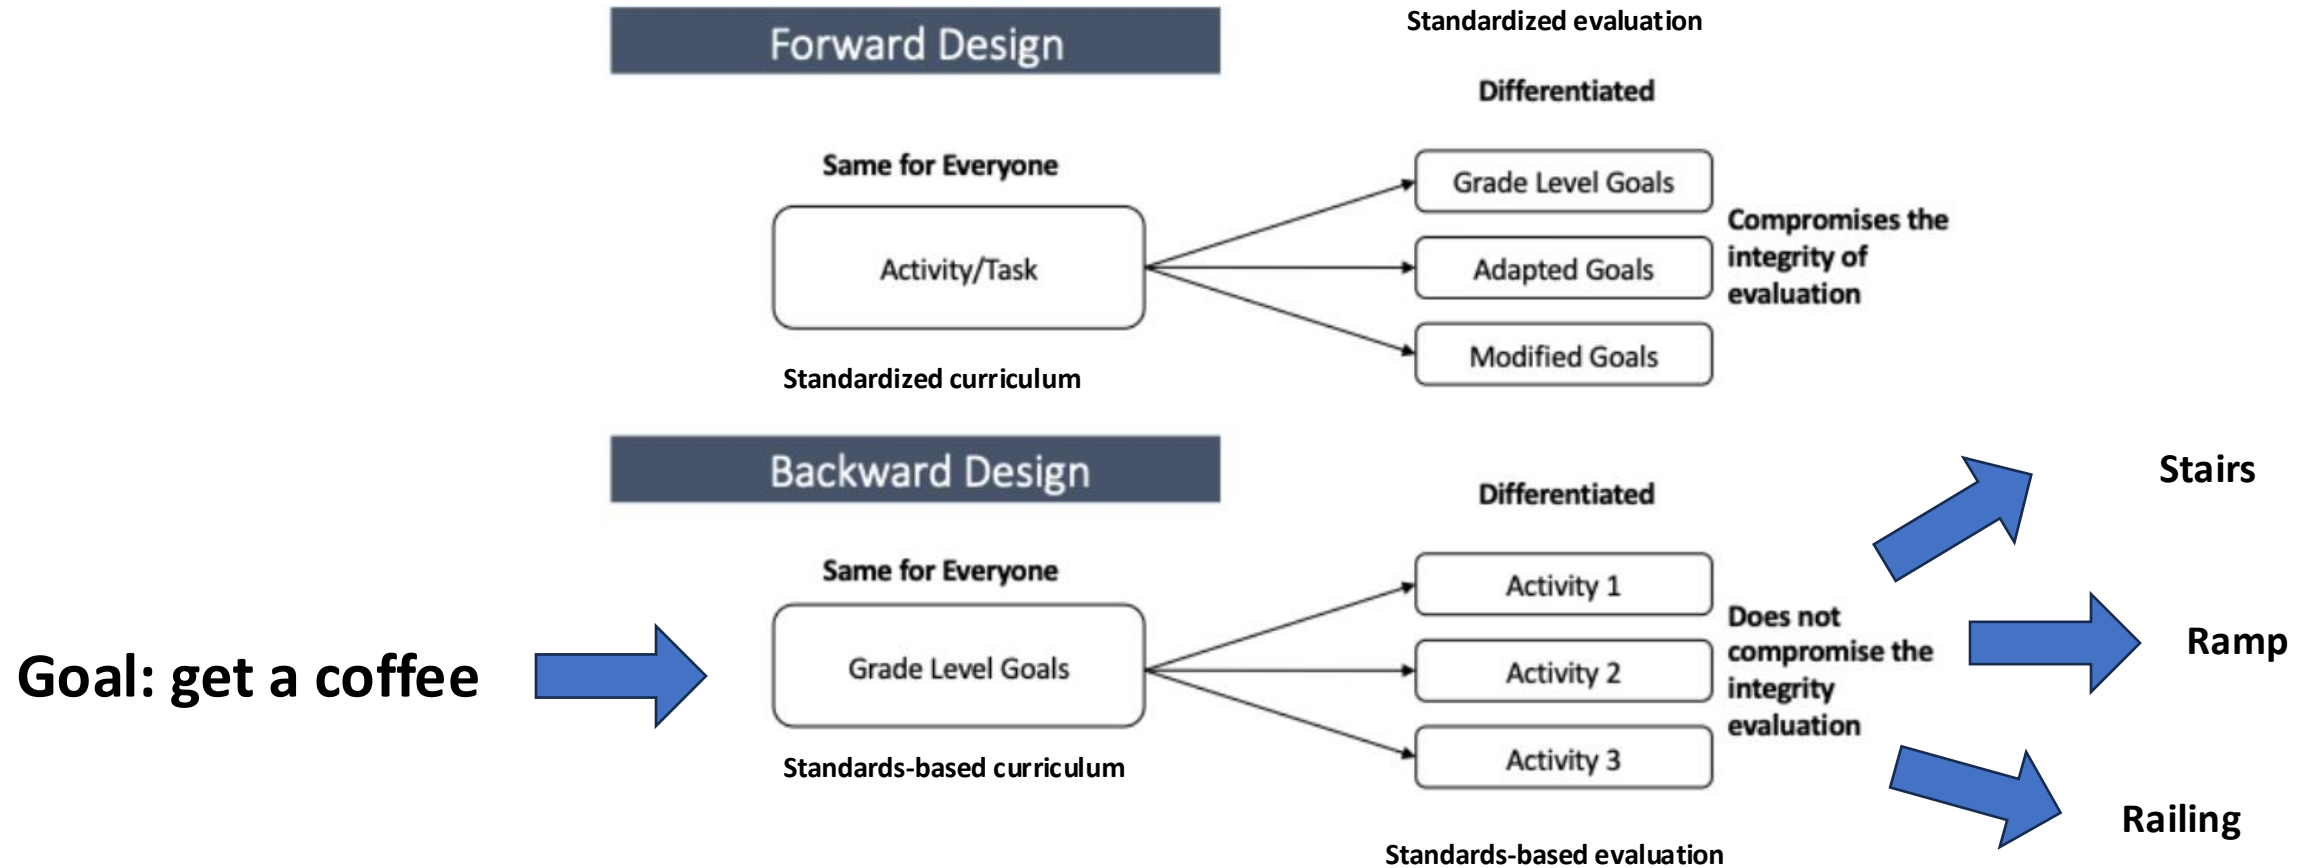 Standardized evaluation
Forward Design
Differentiated
Same for Everyone
Grade Level Goals
Activity/Task
Adapted Goals
Modified Goals
Compromises the
integrity of
evaluation
Standardized curriculum
Backward Design
Differentiated
Same for Everyone
Goal: get a coffee
Grade Level Goals
Activity 1
Activity 2
Activity 3
Does not
compromise the
integrity
evaluation
Stairs
Ramp
Railing
Standards-based curriculum
Standards-based evaluation